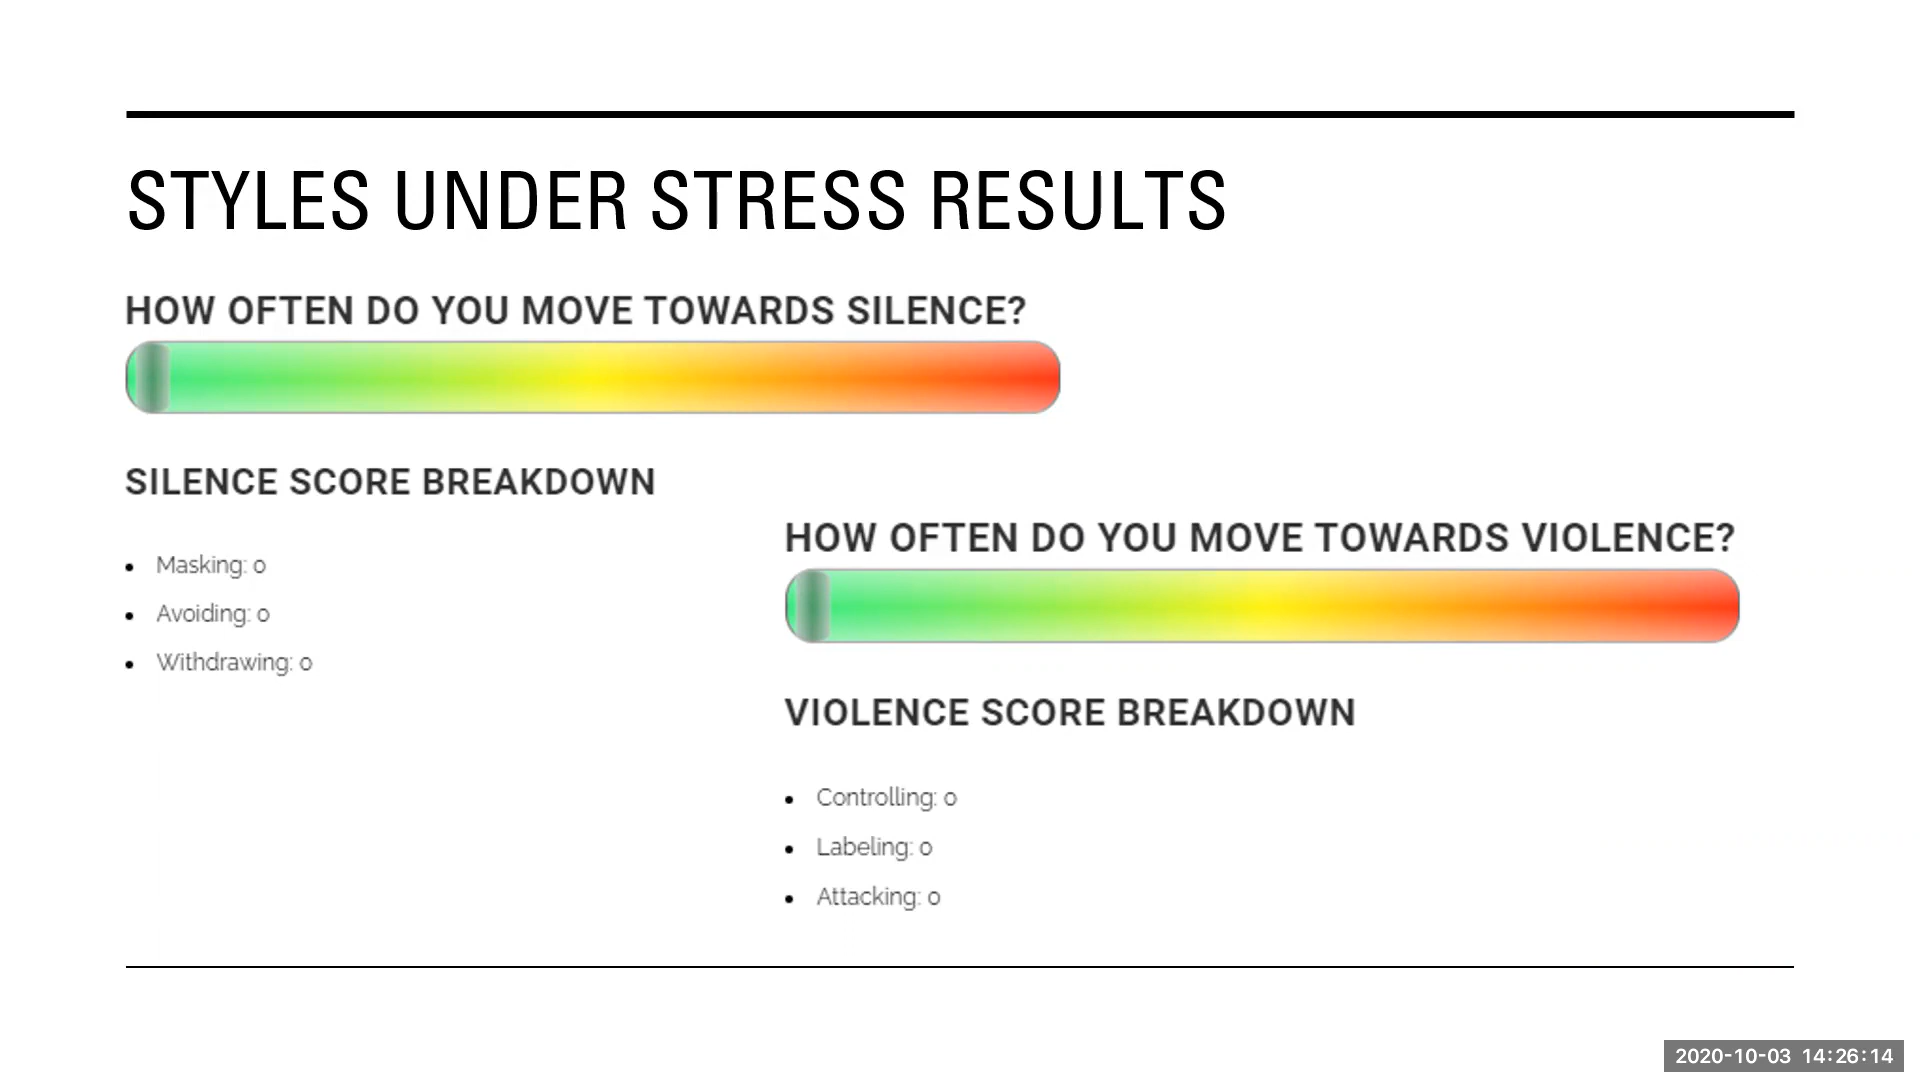 STYLES UNDER STRESS RESULTS
HOW OFTEN DO YOU MOVE TOWARDS SILENCE?
SILENCE SCORE BREAKDOWN
• Masking: 0
• Avoiding: 0
• Withdrawing: 0
HOW OFTEN DO YOU MOVE TOWARDS VIOLENCE?
VIOLENCE SCORE BREAKDOWN
• Controlling: 0
• Labeling: 0
• Attacking: 0
2020-10-03 14:26:14